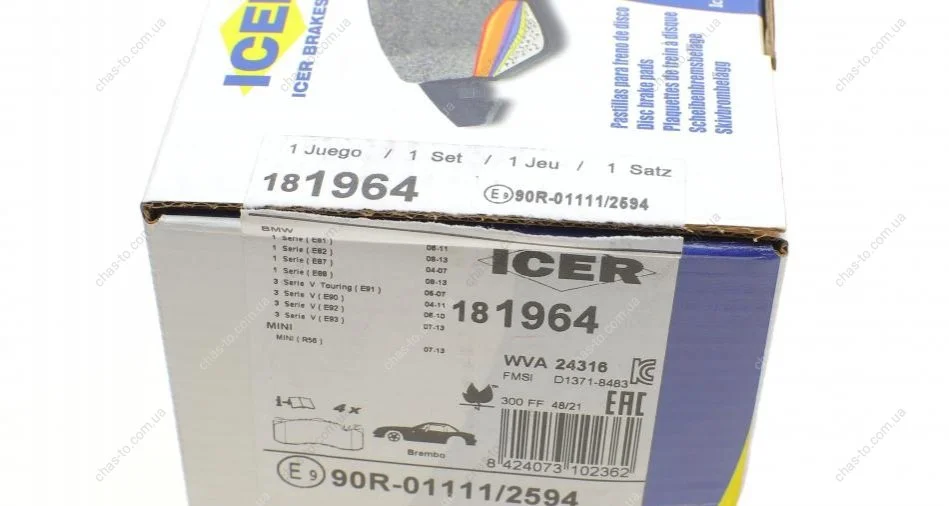 ICER
ICER BRAKES
Pastillas para freno de disco
Disc brake pads
Plaquettes de frein à disque
Scheibenbremsbeläge
Skivbrombelägg
1 Juego / 1 Set / 1 Jeu / 1 Satz
181964
E9 90R-01111/2594
BMW
1 Serie ( E81 ) 06-11
1 Serie ( E82 ) 08-13
1 Serie ( E87 ) 04-07
1 Serie ( E88 ) 08-13
3 Serie V Touring ( E91 ) 06-07
3 Serie V ( E90 ) 04-11
3 Serie V ( E92 ) 06-10
3 Serie V ( E93 ) 07-13
MINI
MINI ( R56 ) 07-13
ICER
181964
WVA 24316
FMSI D1371-8483
300 FF 48/21
EAC
4x
Brembo
8 424073 102362
E9 90R-01111/2594
chas-to.com.ua